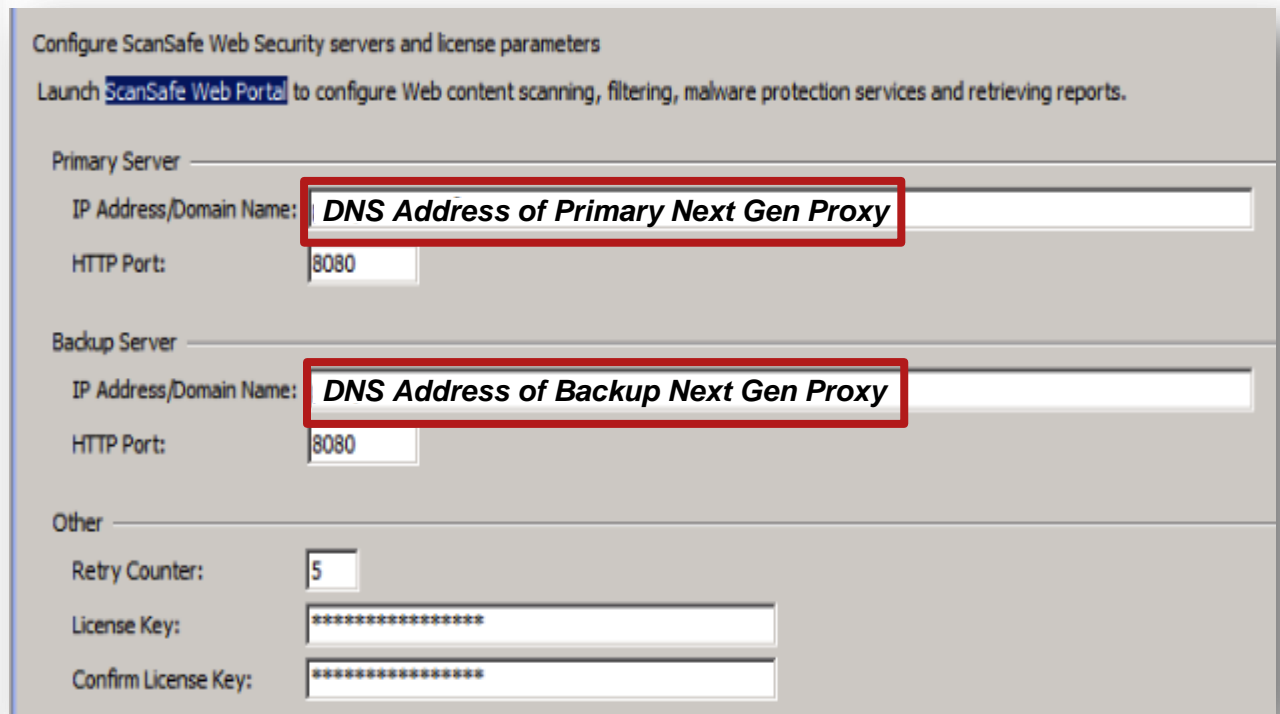 Configure ScanSafe Web Security servers and license parameters
Launch ScanSafe Web Portal to configure Web content scanning, filtering, malware protection services and retrieving reports.
Primary Server
IP Address/Domain Name: DNS Address of Primary Next Gen Proxy
HTTP Port: 8080
Backup Server
IP Address/Domain Name: DNS Address of Backup Next Gen Proxy
HTTP Port: 8080
Other
Retry Counter: 5
License Key: ****************
Confirm License Key: ****************